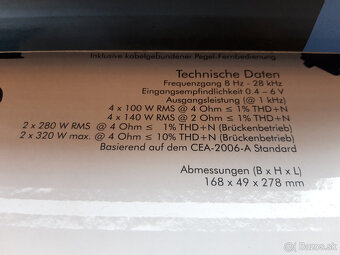 Inklusive kabelgebundener Pegel-Fernbedienung
Technische Daten
Frequenzgang 8 Hz - 28 kHz
Eingangsempfindlichkeit 0.4 – 6 V
Ausgangsleistung (@ 1 kHz)
4 x 100 W RMS @ 4 Ohm ≤ 1% THD+N
4 x 140 W RMS @ 2 Ohm ≤ 1% THD+N
2 x 280 W RMS @ 4 Ohm ≤ 1% THD+N (Brückenbetrieb)
2 x 320 W max. @ 4 Ohm ≤ 10% THD+N (Brückenbetrieb)
Basierend auf dem CEA-2006-A Standard
Abmessungen (B x H x L)
168 x 49 x 278 mm
Bazos.sk